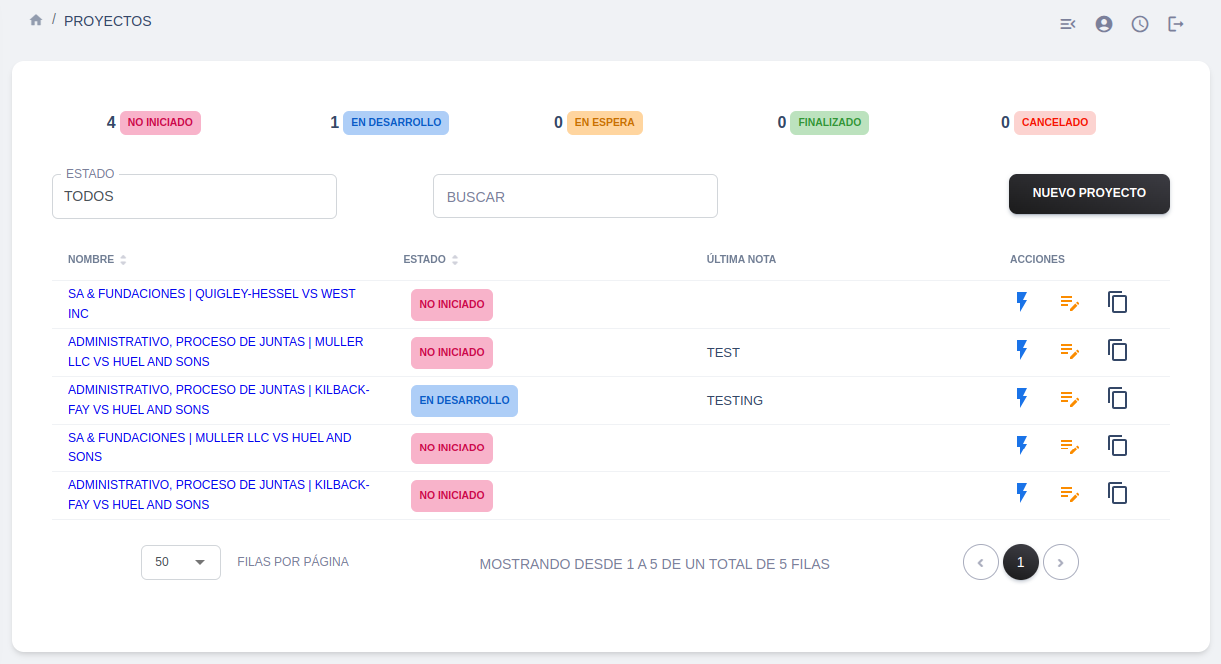 / PROYECTOS
4 NO INICIADO 1 EN DESARROLLO 0 EN ESPERA 0 FINALIZADO 0 CANCELADO
ESTADO
TODOS BUSCAR NUEVO PROYECTO
NOMBRE ESTADO ÚLTIMA NOTA ACCIONES
SA & FUNDACIONES | QUIGLEY-HESSEL VS WEST
INC
NO INICIADO
ADMINISTRATIVO, PROCESO DE JUNTAS | MULLER
LLC VS HUEL AND SONS
NO INICIADO TEST
ADMINISTRATIVO, PROCESO DE JUNTAS | KILBACK-
FAY VS HUEL AND SONS
EN DESARROLLO TESTING
SA & FUNDACIONES | MULLER LLC VS HUEL AND
SONS
NO INICIADO
ADMINISTRATIVO, PROCESO DE JUNTAS | KILBACK-
FAY VS HUEL AND SONS
NO INICIADO
50 FILAS POR PÁGINA MOSTRANDO DESDE 1 A 5 DE UN TOTAL DE 5 FILAS ‹ 1 ›